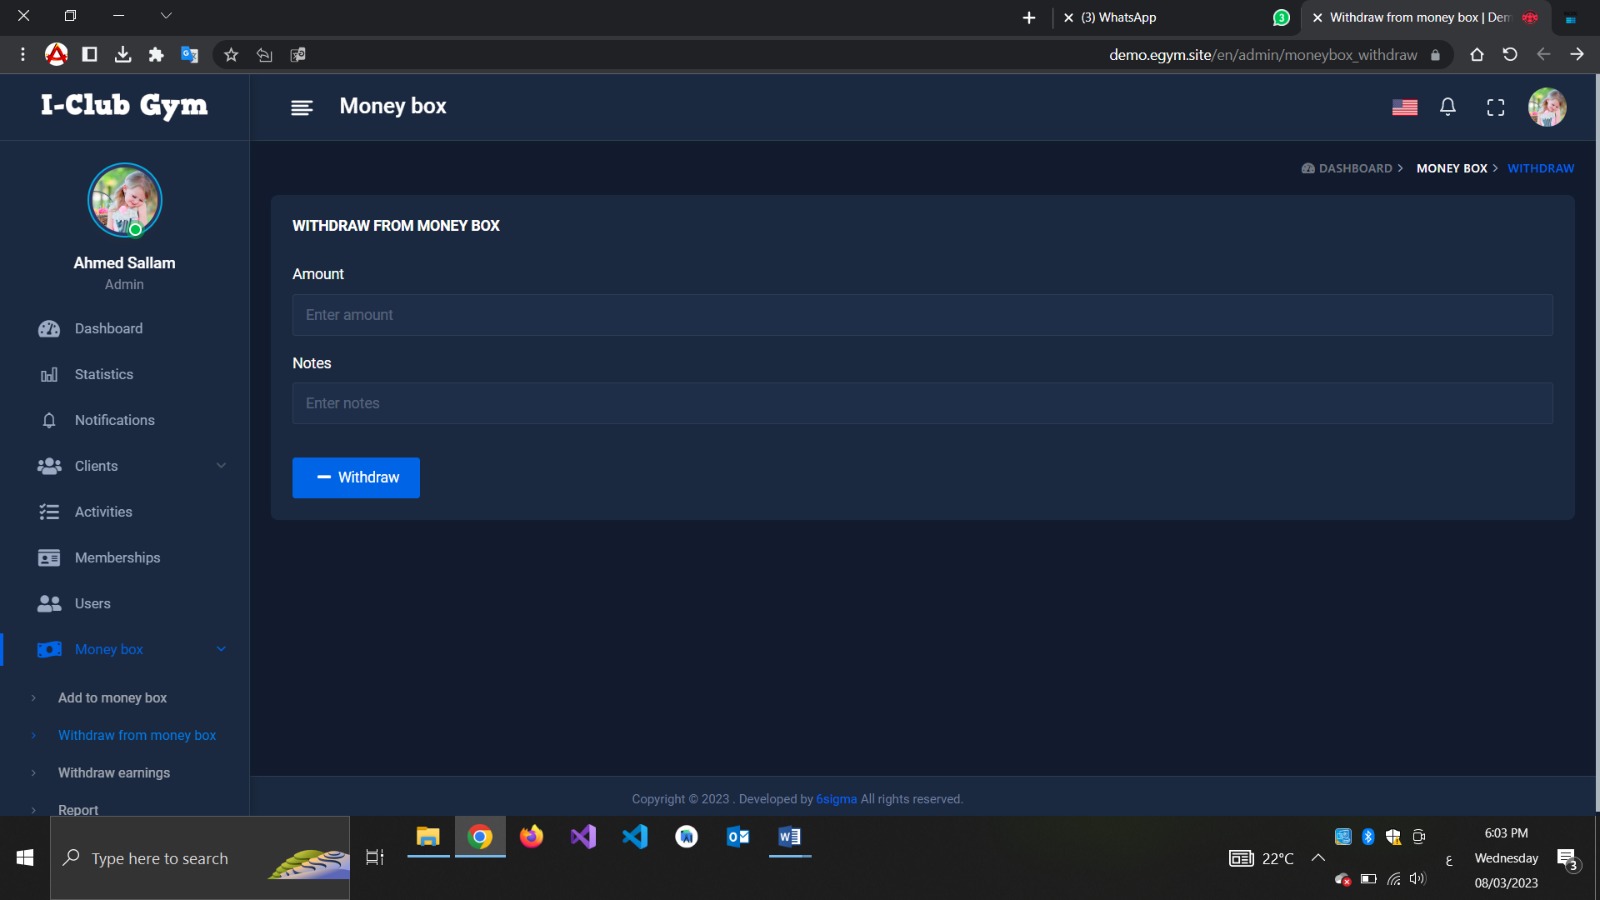 (3) WhatsApp
3
Withdraw from money box | Dem
demo.egym.site/en/admin/moneybox_withdraw
I-Club Gym
Money box
DASHBOARD
MONEY BOX
WITHDRAW
Ahmed Sallam
Admin
Dashboard
Statistics
Notifications
Clients
Activities
Memberships
Users
Money box
Add to money box
Withdraw from money box
Withdraw earnings
Report
WITHDRAW FROM MONEY BOX
Amount
Enter amount
Notes
Enter notes
Withdraw
Copyright © 2023 . Developed by 6sigma All rights reserved.
Type here to search
22°C
ع
6:03 PM
Wednesday
08/03/2023
3